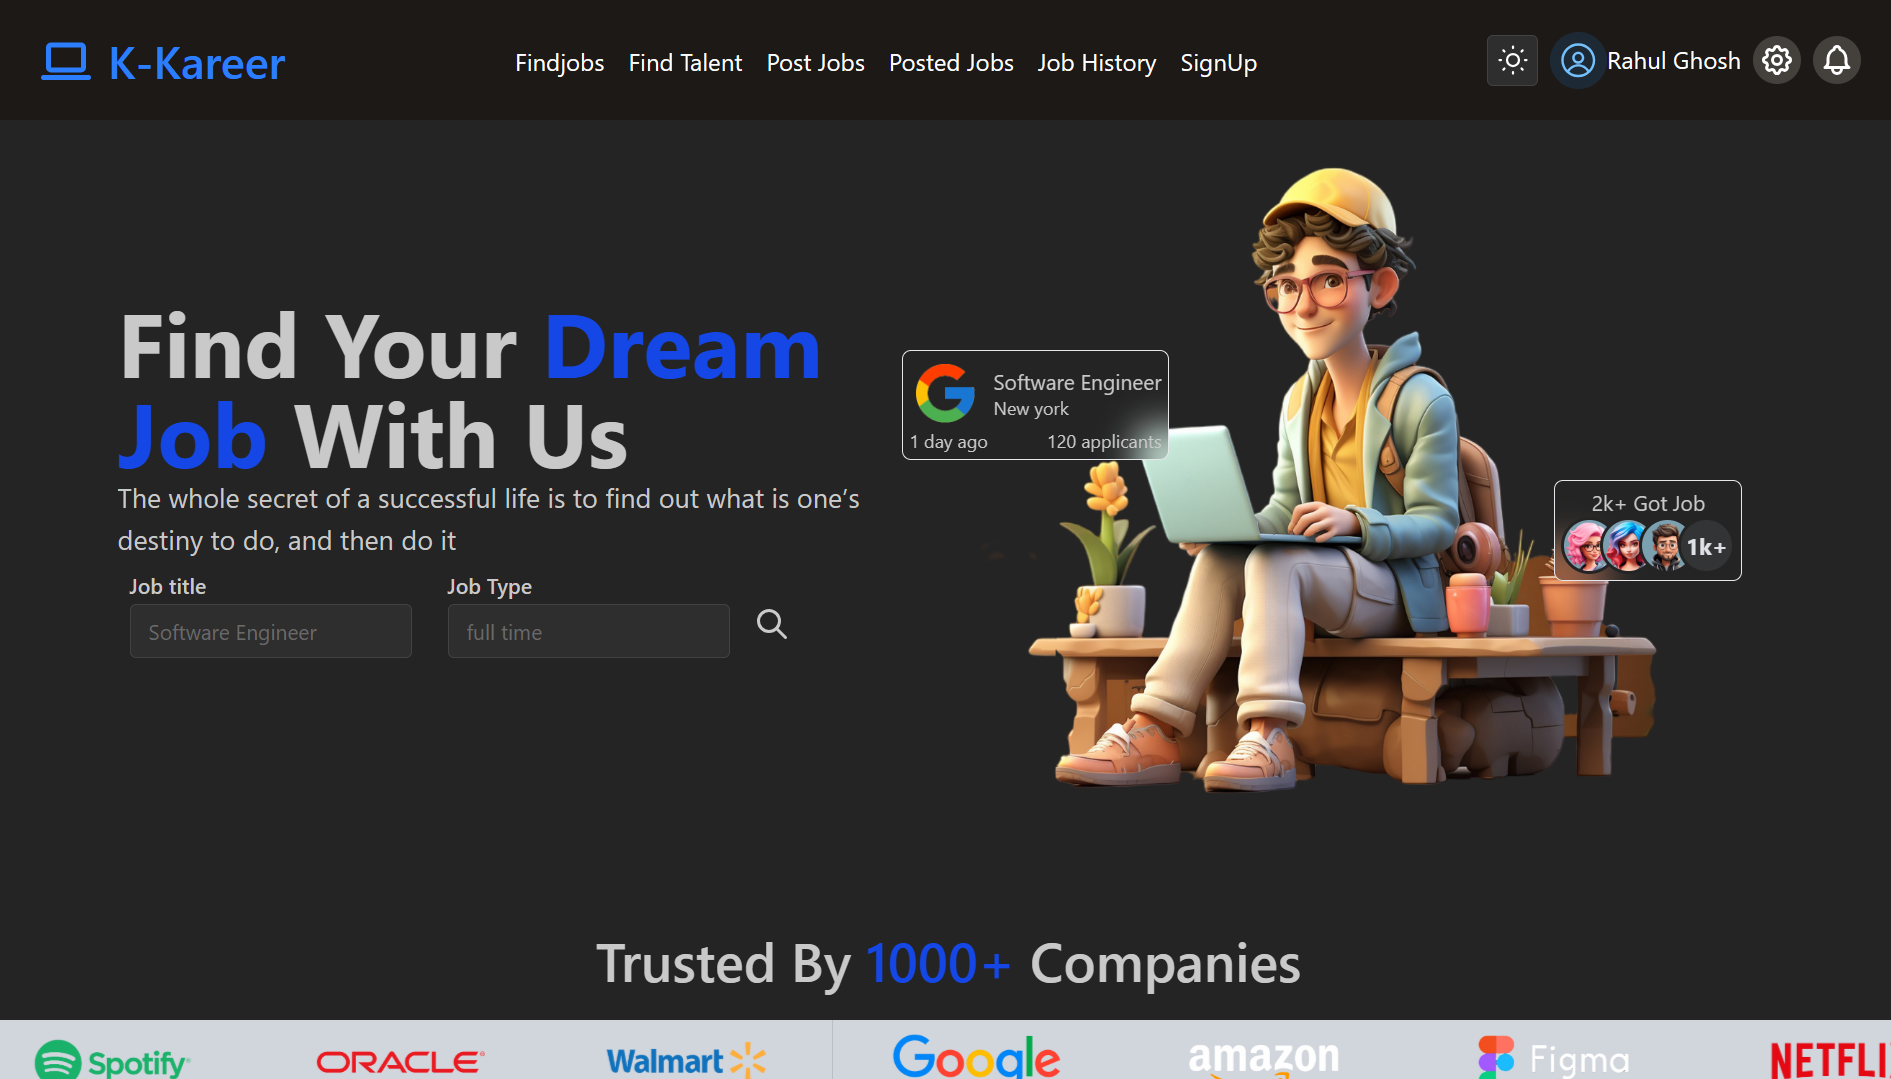 K-Kareer
Findjobs Find Talent Post Jobs Posted Jobs Job History SignUp
Rahul Ghosh
Find Your Dream
Job With Us
The whole secret of a successful life is to find out what is one’s
destiny to do, and then do it
Job title
Software Engineer
Job Type
full time
Software Engineer
New york
1 day ago 120 applicants
2k+ Got Job
1k+
Trusted By 1000+ Companies
Spotify ORACLE Walmart Google amazon Figma NETFLI